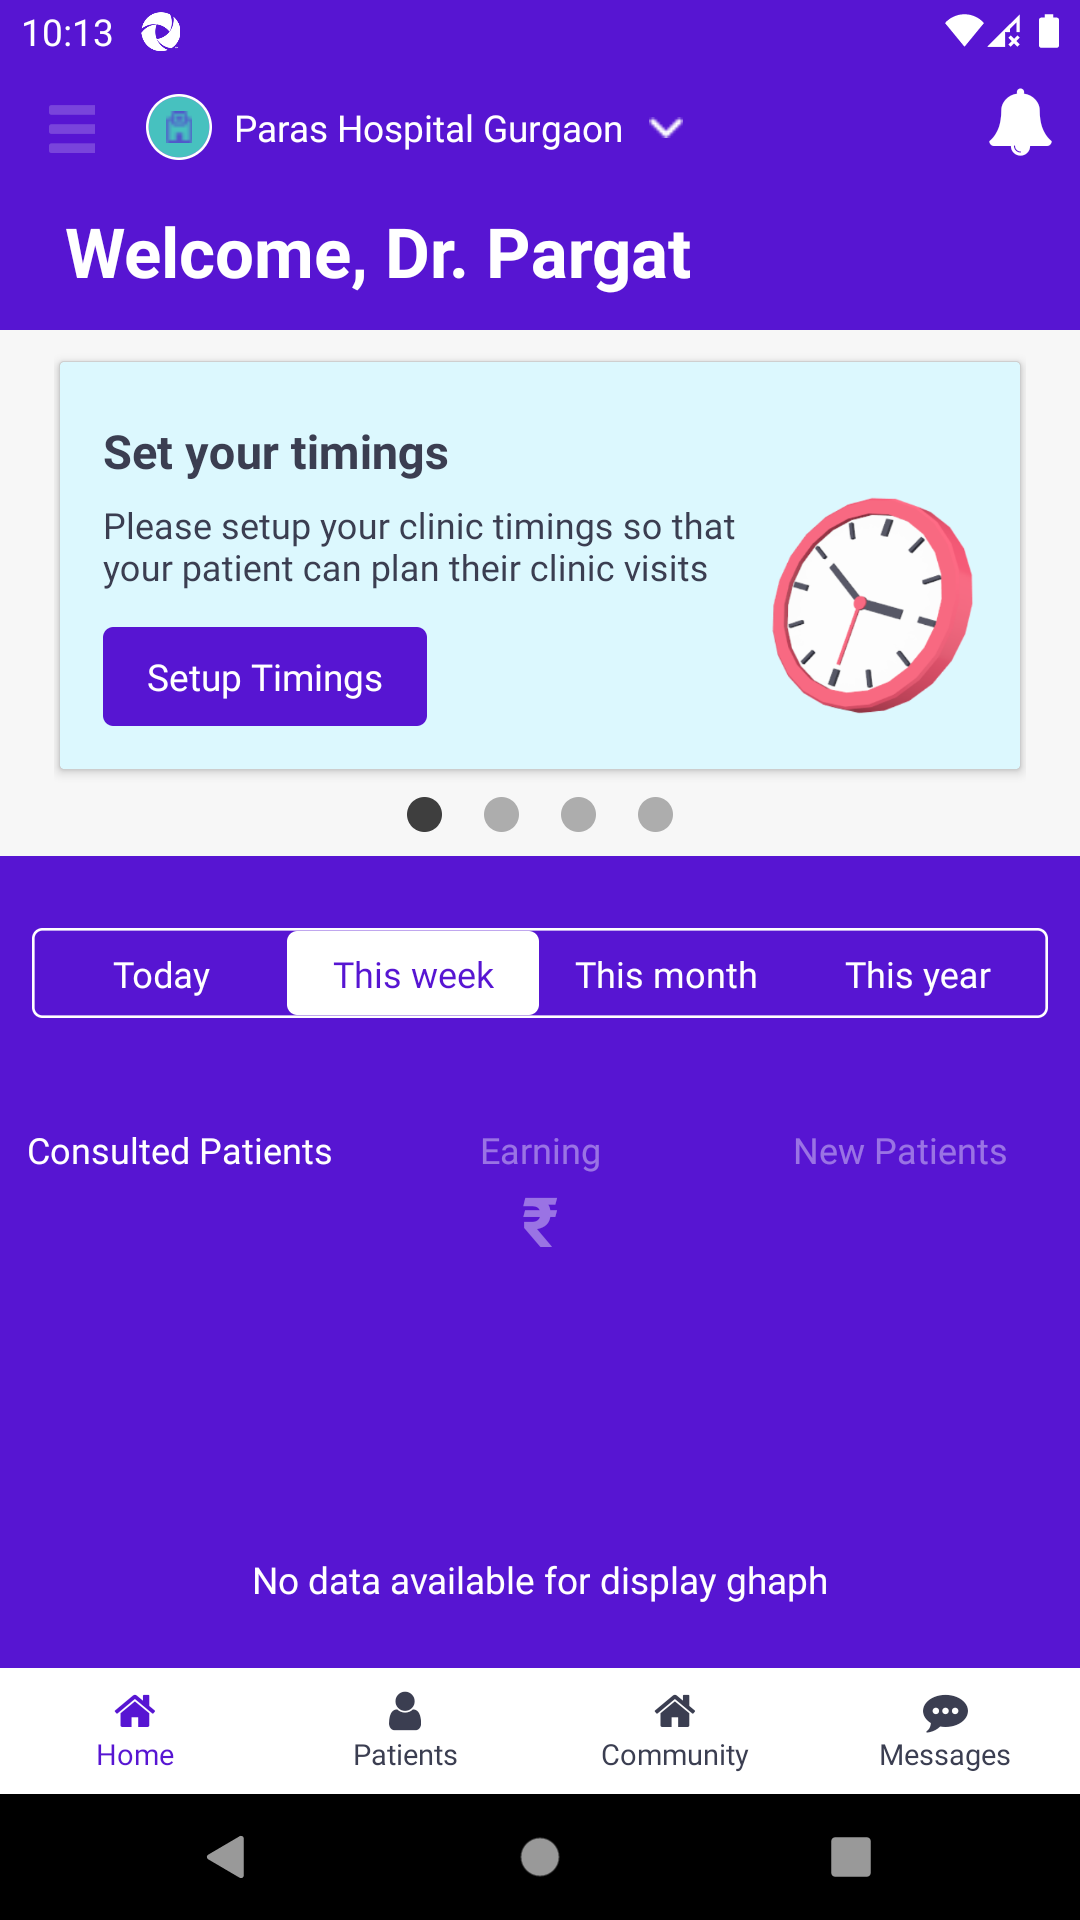 10:13
Paras Hospital Gurgaon
Welcome, Dr. Pargat
Set your timings
Please setup your clinic timings so that
your patient can plan their clinic visits
Setup Timings
Today This week This month This year
Consulted Patients Earning New Patients
₹
No data available for display ghaph
Home Patients Community Messages